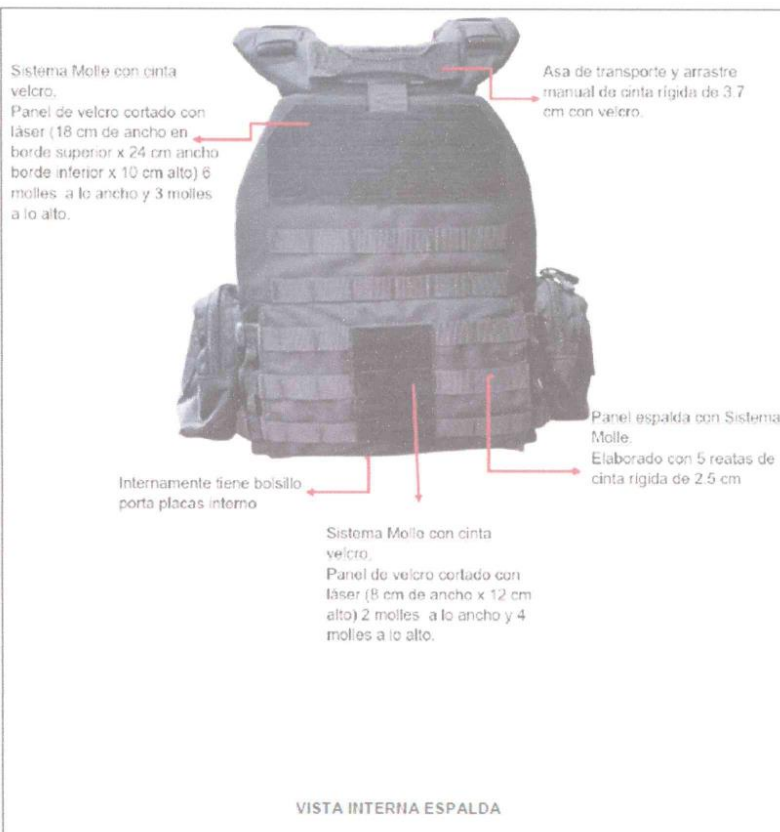 Sistema Molle con cinta
velcro.
Panel de velcro cortado con
láser (18 cm de ancho en
borde superior x 24 cm ancho
borde inferior x 10 cm alto) 6
molles a lo ancho y 3 molles
a lo alto.
Asa de transporte y arrastre
manual de cinta rígida de 3.7
cm con velcro.
Panel espalda con Sistema
Molle.
Elaborado con 5 reatas de
cinta rígida de 2.5 cm
Internamente tiene bolsillo
porta placas interno
Sistema Molle con cinta
velcro.
Panel de velcro cortado con
láser (8 cm de ancho x 12 cm
alto) 2 molles a lo ancho y 4
molles a lo alto.
VISTA INTERNA ESPALDA